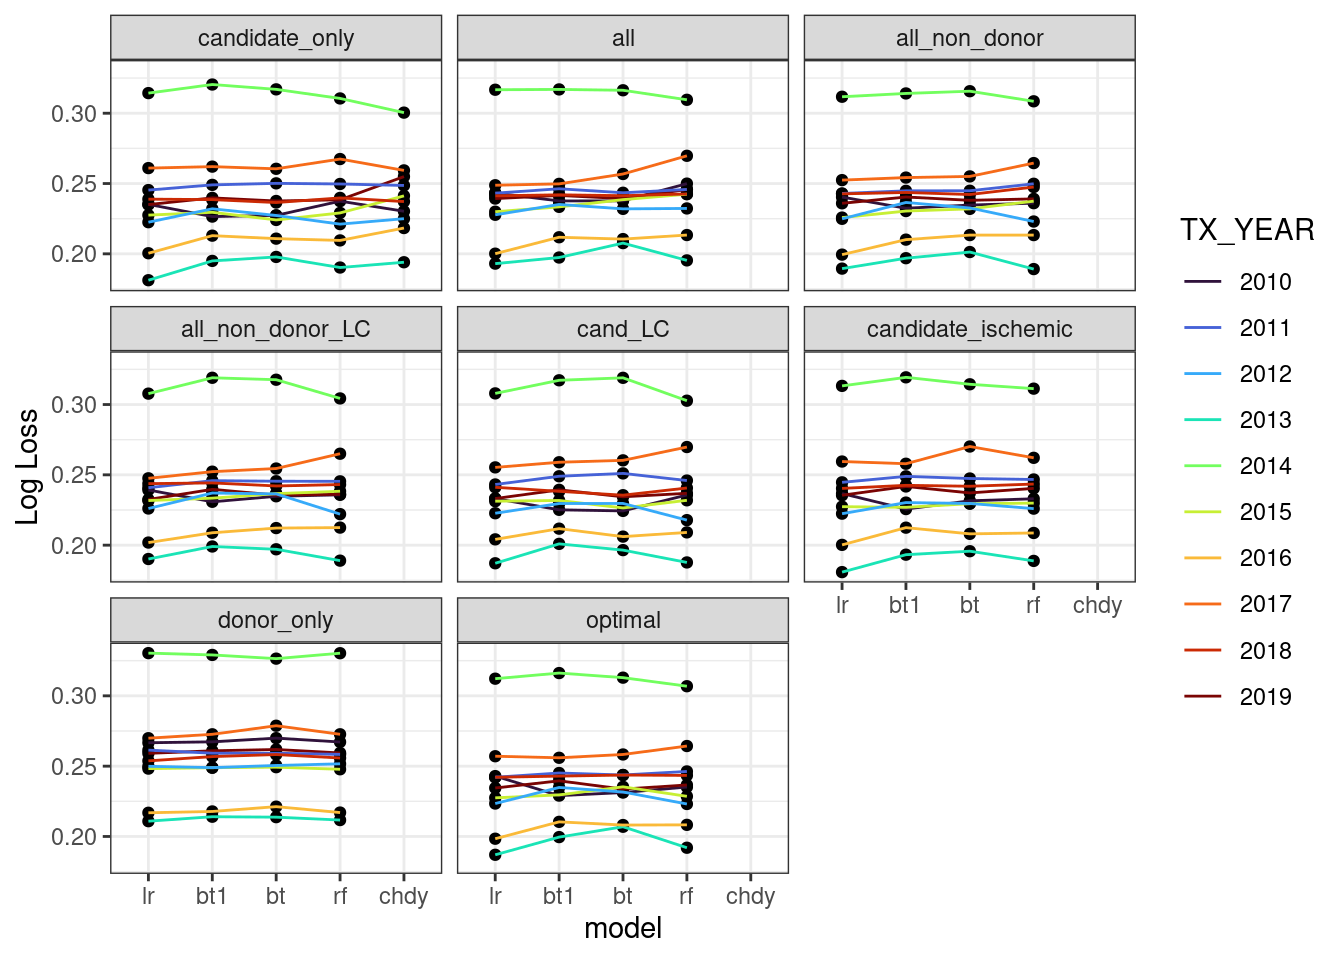 candidate_only
all
all_non_donor
0.30
0.25
0.20
all_non_donor_LC
cand_LC
candidate_ischemic
0.30
0.25
0.20
lr bt1 bt rf chdy
donor_only
optimal
0.30
0.25
0.20
lr bt1 bt rf chdy
lr bt1 bt rf chdy
model
Log Loss
TX_YEAR
2010
2011
2012
2013
2014
2015
2016
2017
2018
2019